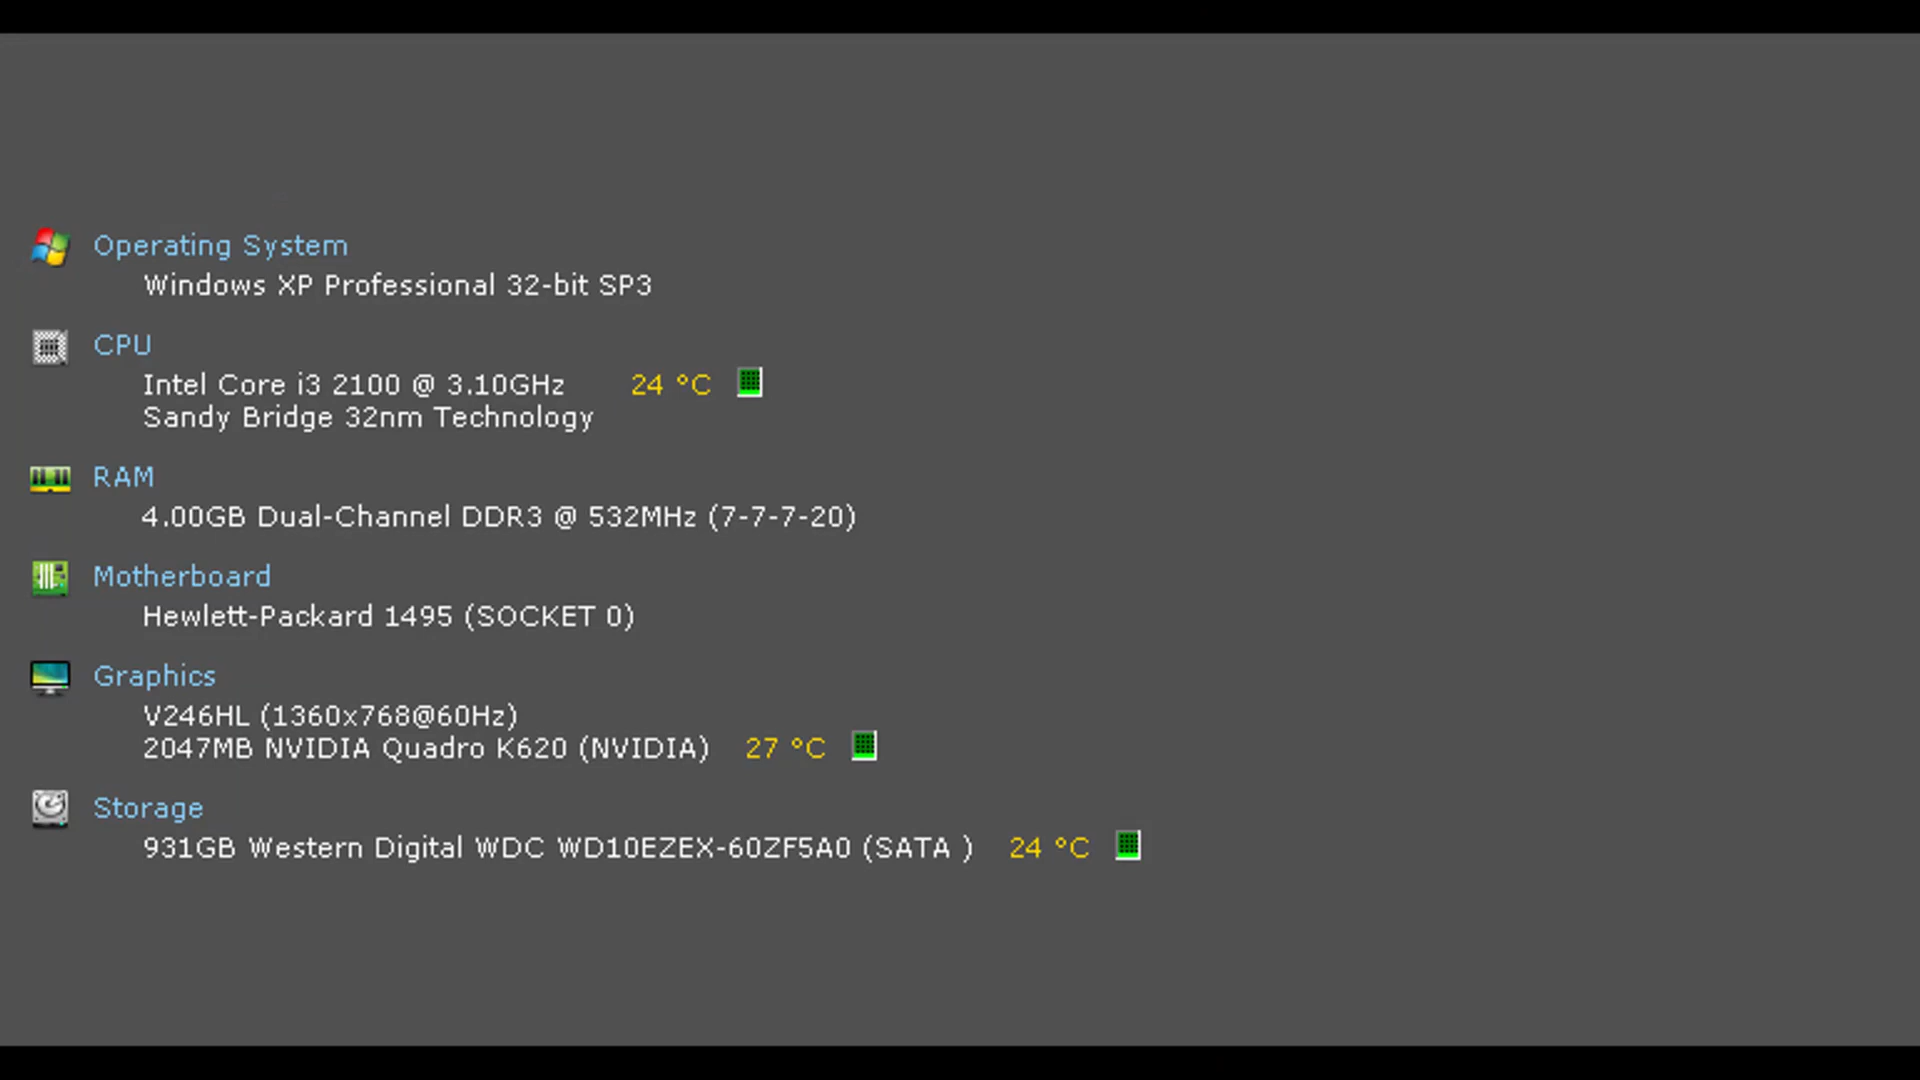 Operating System
Windows XP Professional 32-bit SP3
CPU
Intel Core i3 2100 @ 3.10GHz 24 °C
Sandy Bridge 32nm Technology
RAM
4.00GB Dual-Channel DDR3 @ 532MHz (7-7-7-20)
Motherboard
Hewlett-Packard 1495 (SOCKET 0)
Graphics
V246HL (1360x768@60Hz)
2047MB NVIDIA Quadro K620 (NVIDIA) 27 °C
Storage
931GB Western Digital WDC WD10EZEX-60ZF5A0 (SATA ) 24 °C